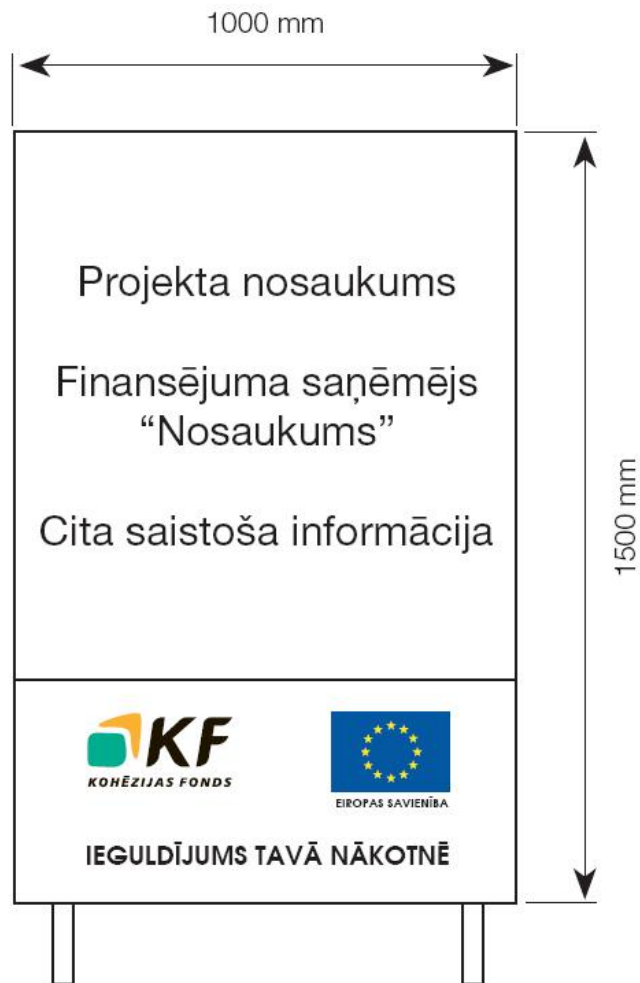 1000 mm
Projekta nosaukums
Finansējuma saņēmējs
“Nosaukums”
Cita saistoša informācija
1500 mm
KF
KOHĒZIJAS FONDS
EIROPAS SAVIENĪBA
IEGULDĪJUMS TAVĀ NĀKOTNĒ